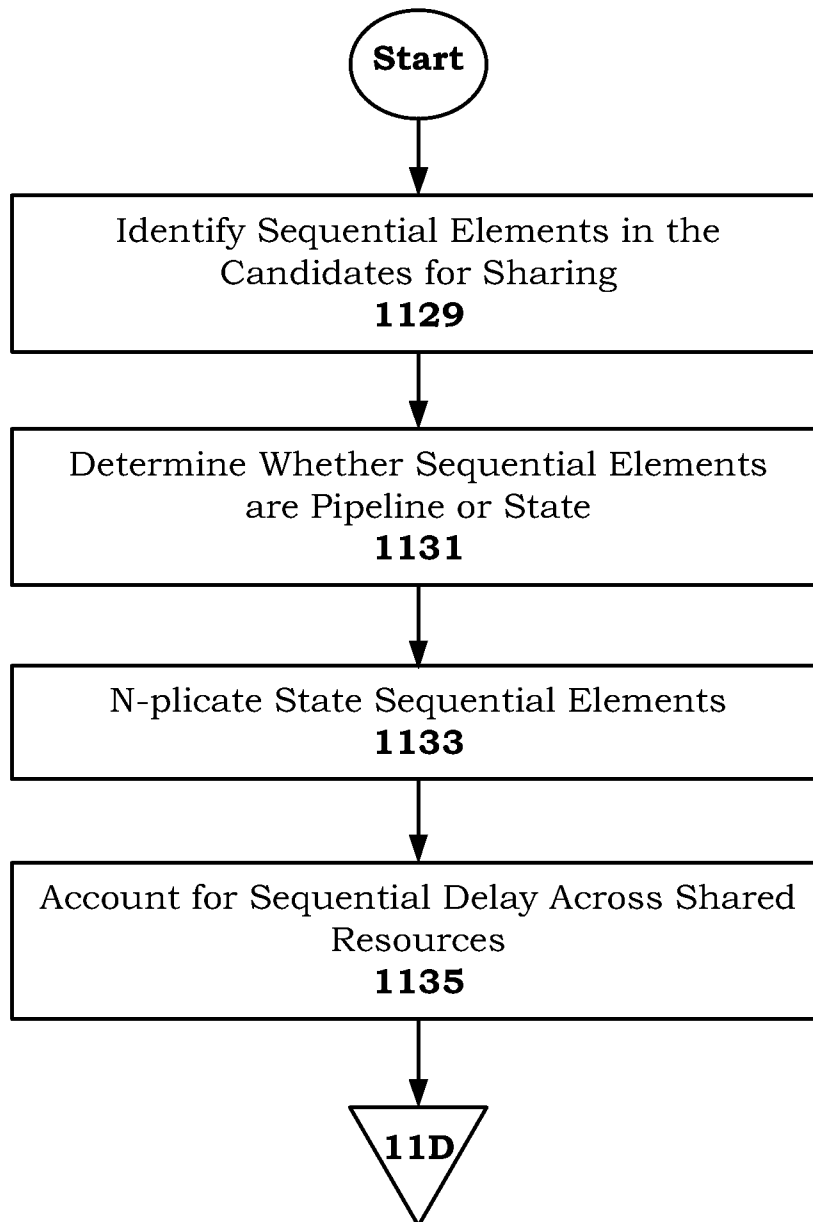 Start
Identify Sequential Elements in the
Candidates for Sharing
1129
Determine Whether Sequential Elements
are Pipeline or State
1131
N-plicate State Sequential Elements
1133
Account for Sequential Delay Across Shared
Resources
1135
11D